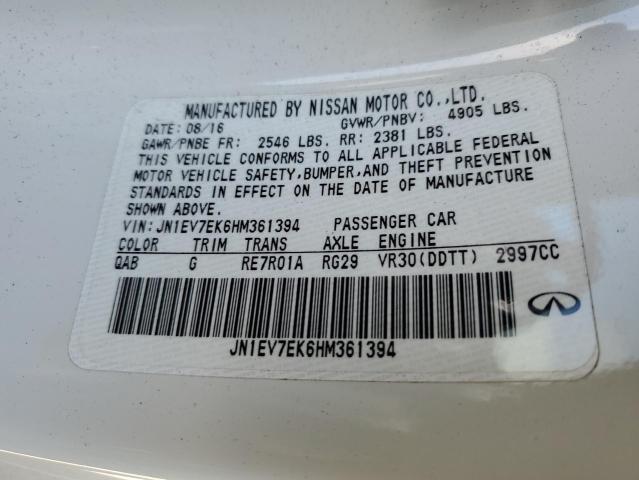 MANUFACTURED BY NISSAN MOTOR CO.,LTD.
DATE: 08/16 GVWR/PNBV: 4905 LBS.
GAWR/PNBE FR: 2546 LBS. RR: 2381 LBS.
THIS VEHICLE CONFORMS TO ALL APPLICABLE FEDERAL
MOTOR VEHICLE SAFETY,BUMPER,AND THEFT PREVENTION
STANDARDS IN EFFECT ON THE DATE OF MANUFACTURE
SHOWN ABOVE.
VIN:JN1EV7EK6HM361394 PASSENGER CAR
COLOR TRIM TRANS AXLE ENGINE
QAB G RE7R01A RG29 VR30(DDTT) 2997CC
JN1EV7EK6HM361394